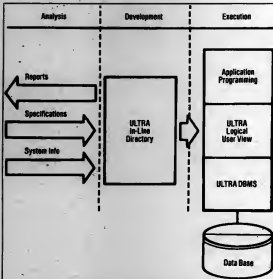 Analysis
Development
Execution
Reports
Specifications
System Info
ULTRA
In-Line
Directory
Application
Programming
ULTRA
Logical
User View
ULTRA DBMS
Data Base